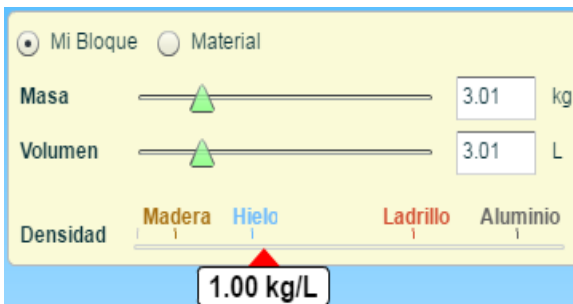 Mi Bloque Material
Masa 3.01 kg
Volumen 3.01 L
Madera Hielo Ladrillo Aluminio
Densidad
1.00 kg/L